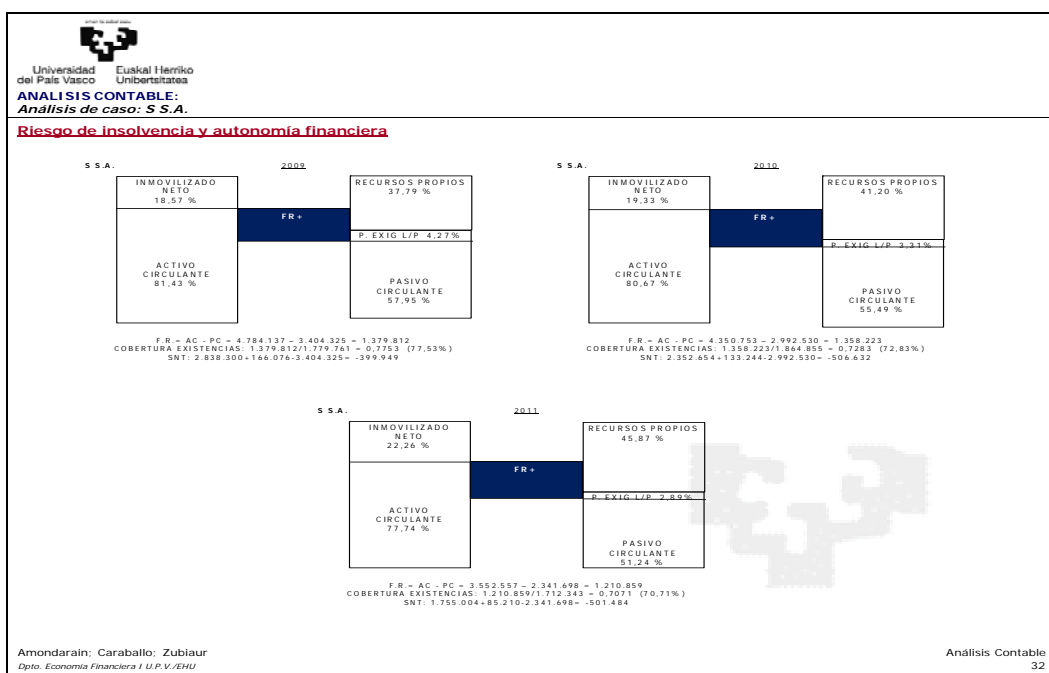 eman ta zabal zazu
Universidad
del País Vasco
Euskal Herriko
Unibertsitatea
ANALISIS CONTABLE:
Análisis de caso: S S.A.
Riesgo de insolvencia y autonomía financiera
S S.A.
2009
INMOVILIZADO
NETO
18,57 %
ACTIVO
CIRCULANTE
81,43 %
FR+
RECURSOS PROPIOS
37,79 %
P. EXIG L/P 4,27%
PASIVO
CIRCULANTE
57,95 %
F.R.= AC - PC = 4.784.137 – 3.404.325 = 1.379.812
COBERTURA EXISTENCIAS: 1.379.812/1.779.761 = 0,7753 (77,53%)
SNT: 2.838.300+166.076-3.404.325= -399.949
S S.A.
2010
INMOVILIZADO
NETO
19,33 %
ACTIVO
CIRCULANTE
80,67 %
FR+
RECURSOS PROPIOS
41,20 %
P. EXIG L/P 3,31%
PASIVO
CIRCULANTE
55,49 %
F.R.= AC - PC = 4.350.753 – 2.992.530 = 1.358.223
COBERTURA EXISTENCIAS: 1.358.223/1.864.855 = 0,7283 (72,83%)
SNT: 2.352.654+133.244-2.992.530= -506.632
S S.A.
2011
INMOVILIZADO
NETO
22,26 %
ACTIVO
CIRCULANTE
77,74 %
FR+
RECURSOS PROPIOS
45,87 %
P. EXIG L/P 2,89%
PASIVO
CIRCULANTE
51,24 %
F.R.= AC - PC = 3.552.557 – 2.341.698 = 1.210.859
COBERTURA EXISTENCIAS: 1.210.859/1.712.343 = 0,7071 (70,71%)
SNT: 1.755.004+85.210-2.341.698= -501.484
Amondarain; Caraballo; Zubiaur
Dpto. Economía Financiera I U.P.V./EHU
Análisis Contable
32